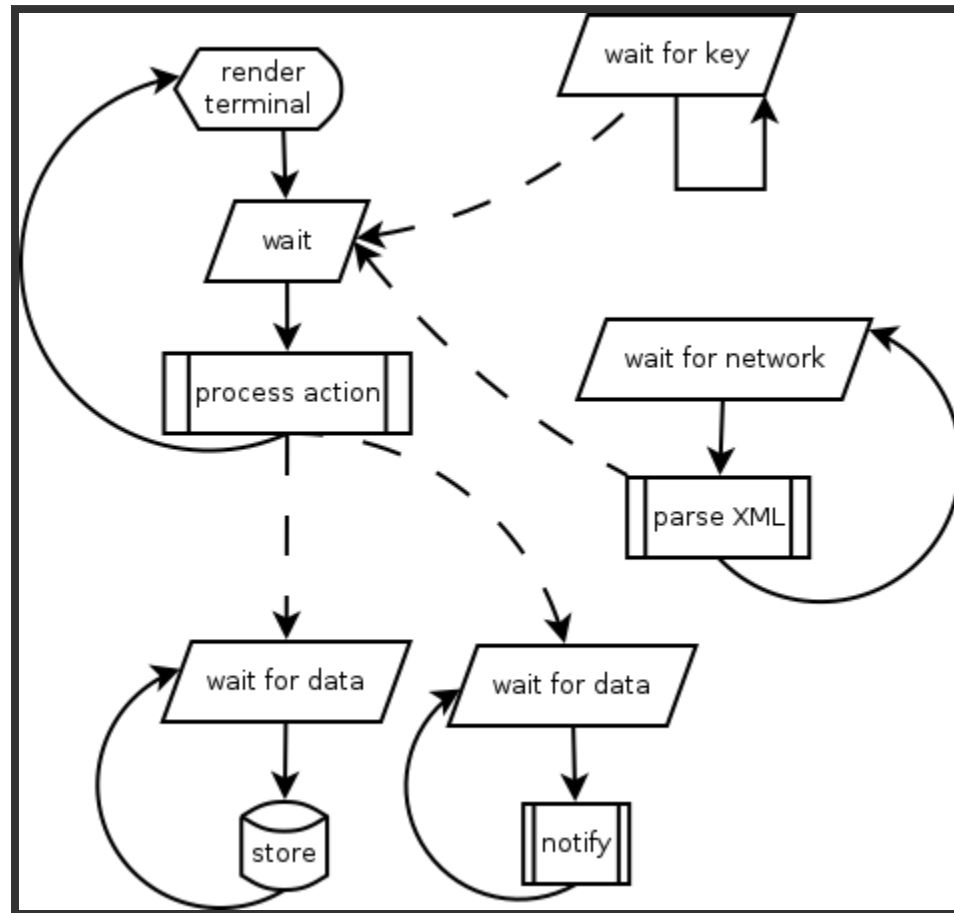 render
terminal
wait for key
wait
wait for network
process action
parse XML
wait for data
wait for data
store
notify